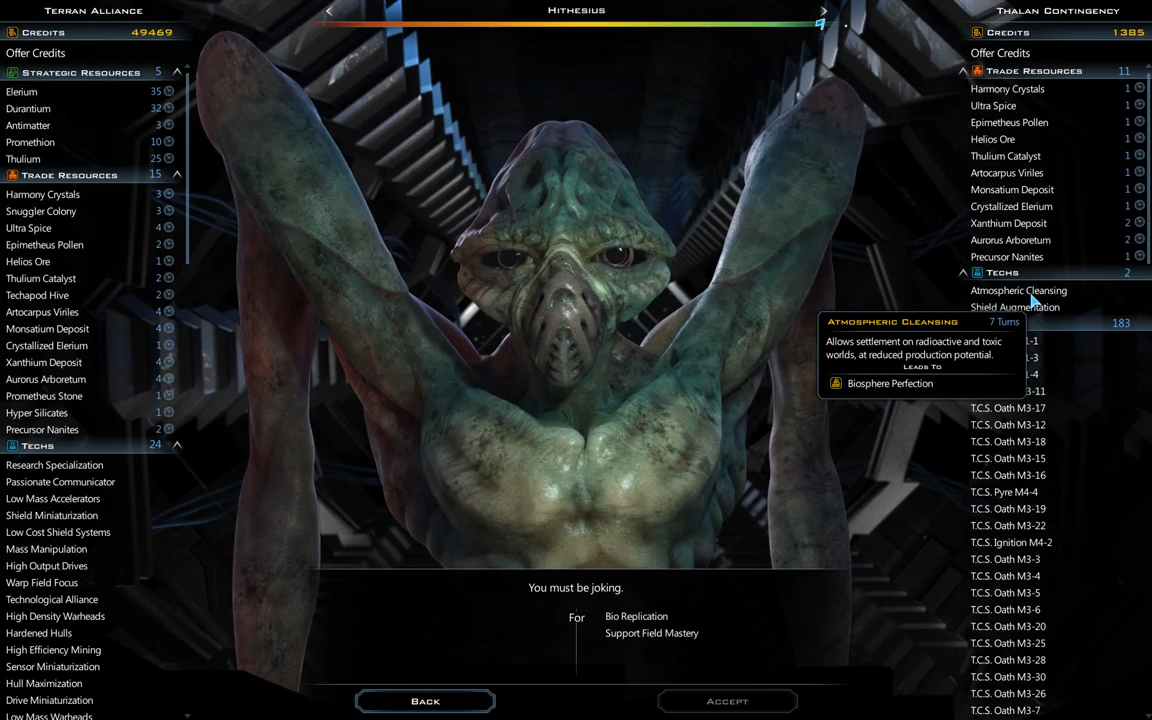 TERRAN ALLIANCE
CREDITS 49469
Offer Credits
STRATEGIC RESOURCES 5
Elerium 35
Durantium 32
Antimatter 3
Promethion 10
Thulium 25
TRADE RESOURCES 15
Harmony Crystals 3
Snuggler Colony 3
Ultra Spice 4
Epimetheus Pollen 2
Helios Ore 1
Thulium Catalyst 2
Techapod Hive 2
Artocarpus Viriles 4
Monsatium Deposit 4
Crystallized Elerium 1
Xanthium Deposit 4
Aurorus Arboretum 4
Prometheus Stone 1
Hyper Silicates 1
Precursor Nanites 2
TECHS 24
Research Specialization
Passionate Communicator
Low Mass Accelerators
Shield Miniaturization
Low Cost Shield Systems
Mass Manipulation
High Output Drives
Warp Field Focus
Technological Alliance
High Density Warheads
Hardened Hulls
High Efficiency Mining
Sensor Miniaturization
Hull Maximization
Drive Miniaturization
Low Mass Warheads
HITHESIUS
You must be joking.
For
Bio Replication
Support Field Mastery
BACK
ACCEPT
THALAN CONTINGENCY
CREDITS 1385
Offer Credits
TRADE RESOURCES 11
Harmony Crystals 1
Ultra Spice 1
Epimetheus Pollen 1
Helios Ore 1
Thulium Catalyst 1
Artocarpus Viriles 1
Monsatium Deposit 1
Crystallized Elerium 1
Xanthium Deposit 2
Aurorus Arboretum 2
Precursor Nanites 1
TECHS 2
Atmospheric Cleansing
Shield Augmentation
183
ATMOSPHERIC CLEANSING 7 Turns
Allows settlement on radioactive and toxic
worlds, at reduced production potential.
LEADS TO
Biosphere Perfection
-1
-3
-4
3-11
T.C.S. Oath M3-17
T.C.S. Oath M3-12
T.C.S. Oath M3-18
T.C.S. Oath M3-15
T.C.S. Oath M3-16
T.C.S. Pyre M4-4
T.C.S. Oath M3-19
T.C.S. Oath M3-22
T.C.S. Ignition M4-2
T.C.S. Oath M3-3
T.C.S. Oath M3-4
T.C.S. Oath M3-5
T.C.S. Oath M3-6
T.C.S. Oath M3-20
T.C.S. Oath M3-25
T.C.S. Oath M3-28
T.C.S. Oath M3-30
T.C.S. Oath M3-26
T.C.S. Oath M3-7